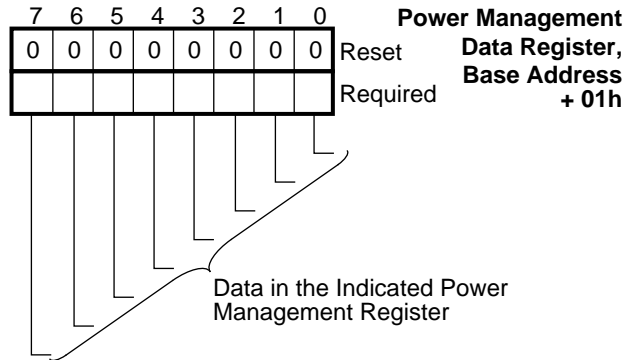 7 6 5 4 3 2 1 0
0 0 0 0 0 0 0 0 Reset
Required
Power Management
Data Register,
Base Address
+ 01h
Data in the Indicated Power
Management Register